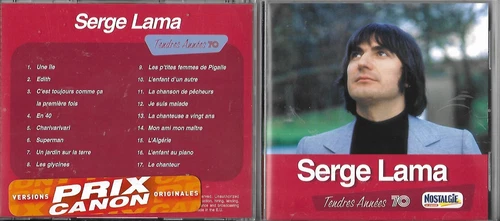 Serge Lama
Tendres Années 70
1. Une île
2. Edith
3. C'est toujours comme ça
la première fois
4. En 40
5. Charivarivari
6. Superman
7. Un jardin sur la terre
8. Les glycines
9. Les p'tites femmes de Pigalle
10. L'enfant d'un autre
11. La chanson de pêcheurs
12. Je suis malade
13. La chanteuse a vingt ans
14. Mon ami mon maître
15. L'Algérie
16. L'enfant au piano
17. Le chanteur
VERSIONS PRIX CANON ORIGINALES
Serge Lama
Tendres Années 70
NOSTALGIE